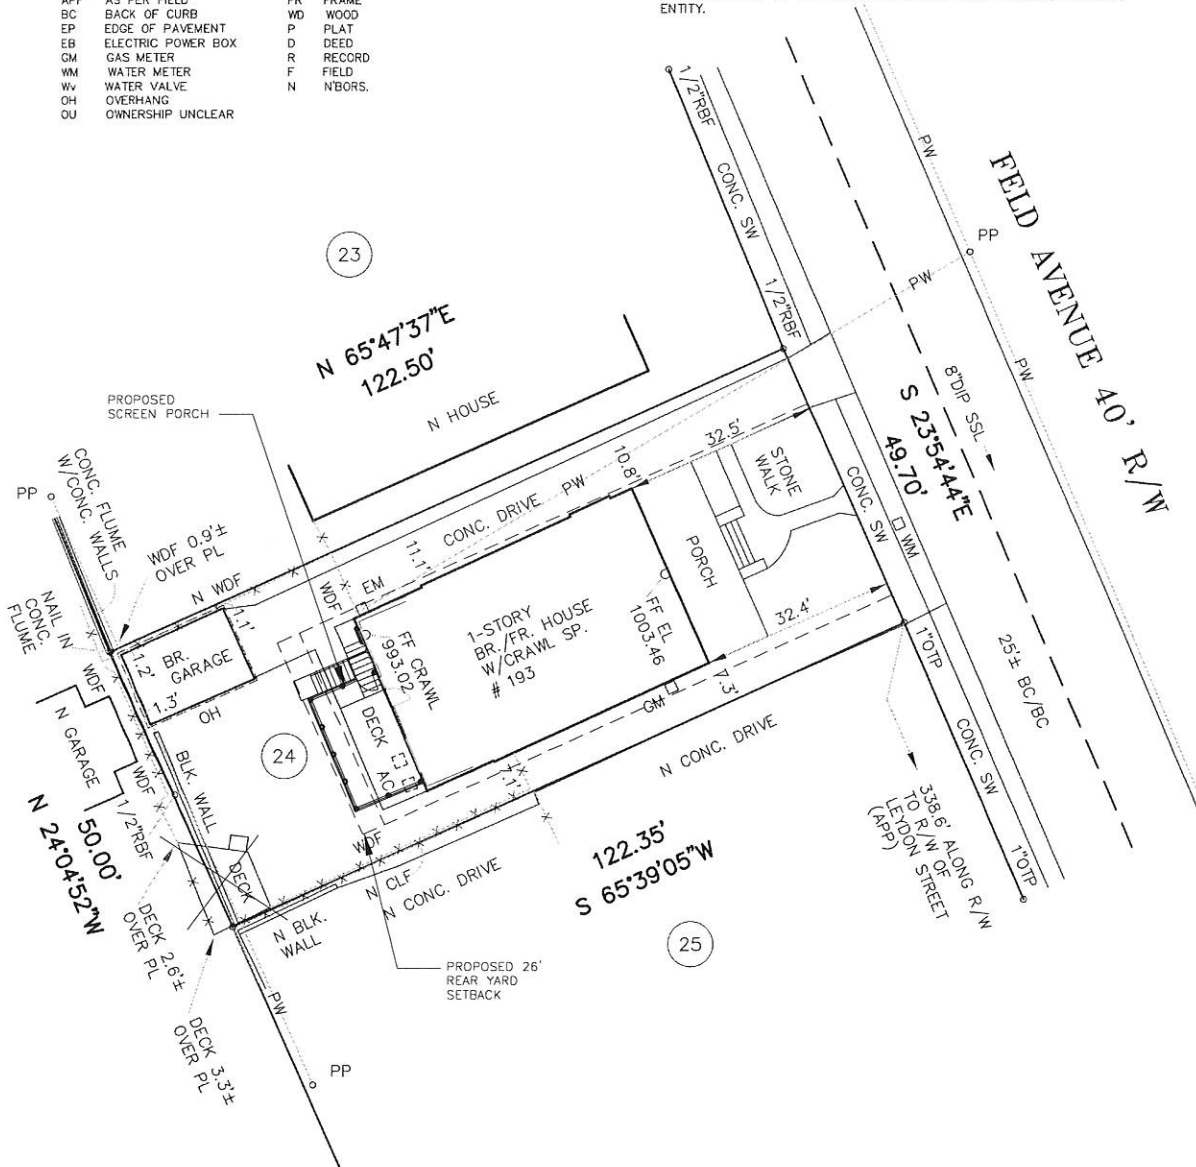 APF AS PER FIELD
BC BACK OF CURB
EP EDGE OF PAVEMENT
EB ELECTRIC POWER BOX
GM GAS METER
WM WATER METER
Wv WATER VALVE
OH OVERHANG
OU OWNERSHIP UNCLEAR
FR FRAME
WD WOOD
P PLAT
D DEED
R RECORD
F FIELD
N N'BORS.
ENTITY.
1/2"RBF
CONC. SW
1/2"RBF
PW
PP
PW
PW
FELD AVENUE 40' R/W
23
N 65°47'37"E
122.50'
N HOUSE
PROPOSED
SCREEN PORCH
8"DIP SSL
S 23°54'44"E
49.70'
PP
CONC. FLUME
W/CONC. WALLS
WDF 0.9'±
OVER PL
NAIL IN
CONC.
FLUME
N WDF
CONC. DRIVE
PW
10.8'
32.5'
STONE
WALK
CONC. SW
WM
11.1'
EM
WDF
PORCH
1.1'
1.2'
BR.
GARAGE
1.3'
OH
WDF
FF CRAWL
993.02
1-STORY
BR./FR. HOUSE
W/CRAWL SP.
# 193
FF EL
1003.46
32.4'
7.3'
GM
1"OTP
25'± BC/BC
N GARAGE
WDF
24
DECK
AC
7.1'
N CONC. DRIVE
CONC. SW
BLK. WALL
1/2"RBF
50.00'
N 24°04'52"W
DECK
WDF
N CLF
N CONC. DRIVE
122.35'
S 65°39'05"W
338.6' ALONG R/W
TO R/W OF
LEYDON STREET
(APP)
1"OTP
DECK 2.6'±
OVER PL
N BLK.
WALL
25
PROPOSED 26'
REAR YARD
SETBACK
PW
DECK 3.3'±
OVER PL
PP